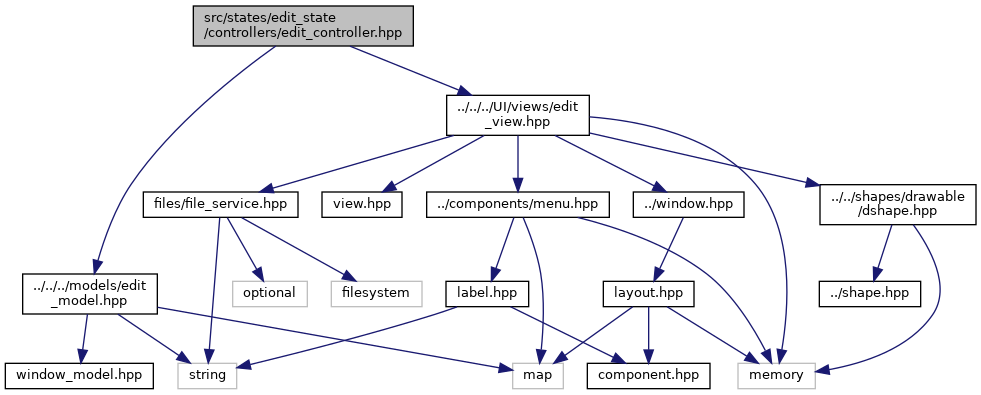 src/states/edit_state
/controllers/edit_controller.hpp
../../../UI/views/edit
_view.hpp
files/file_service.hpp
view.hpp
../components/menu.hpp
../window.hpp
../../shapes/drawable
/dshape.hpp
../../../models/edit
_model.hpp
optional
filesystem
label.hpp
layout.hpp
../shape.hpp
window_model.hpp
string
map
component.hpp
memory